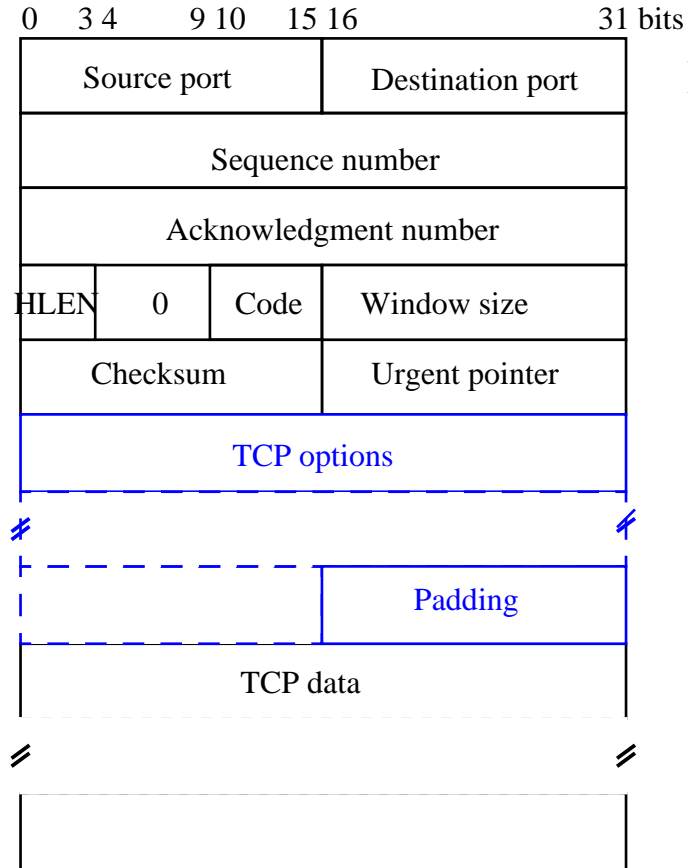 0 3 4 9 10 15 16 31 bits
Source port Destination port
Sequence number
Acknowledgment number
HLEN 0 Code Window size
Checksum Urgent pointer
TCP options
Padding
TCP data